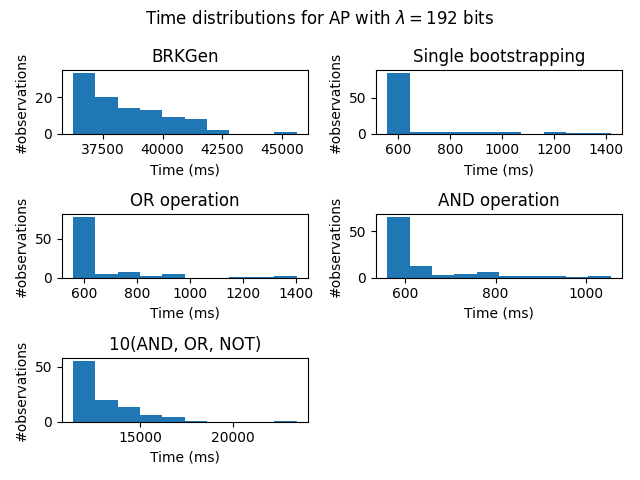 Time distributions for AP with λ = 192 bits
BRKGen
#observations
20
0
37500 40000 42500 45000
Time (ms)
Single bootstrapping
#observations
50
0
600 800 1000 1200 1400
Time (ms)
OR operation
#observations
50
0
600 800 1000 1200 1400
Time (ms)
AND operation
#observations
50
0
600 800 1000
Time (ms)
10(AND, OR, NOT)
#observations
50
0
15000 20000
Time (ms)